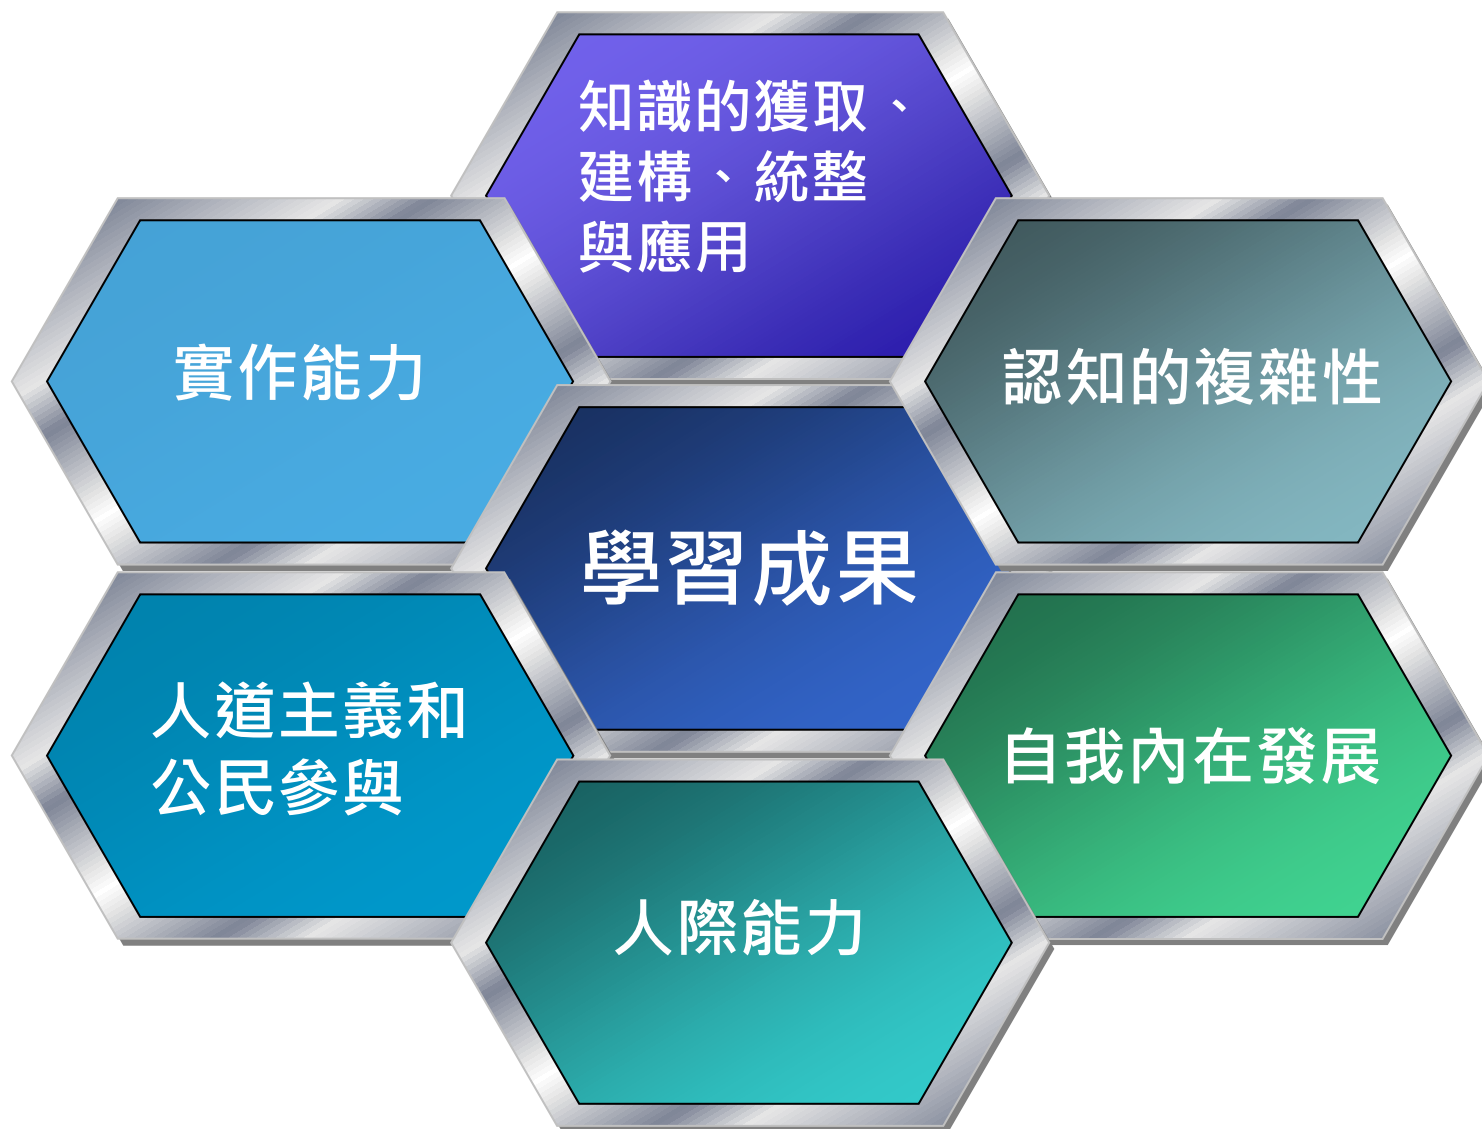 知識的獲取、
建構、統整
與應用
實作能力
認知的複雜性
學習成果
人道主義和
公民參與
自我內在發展
人際能力